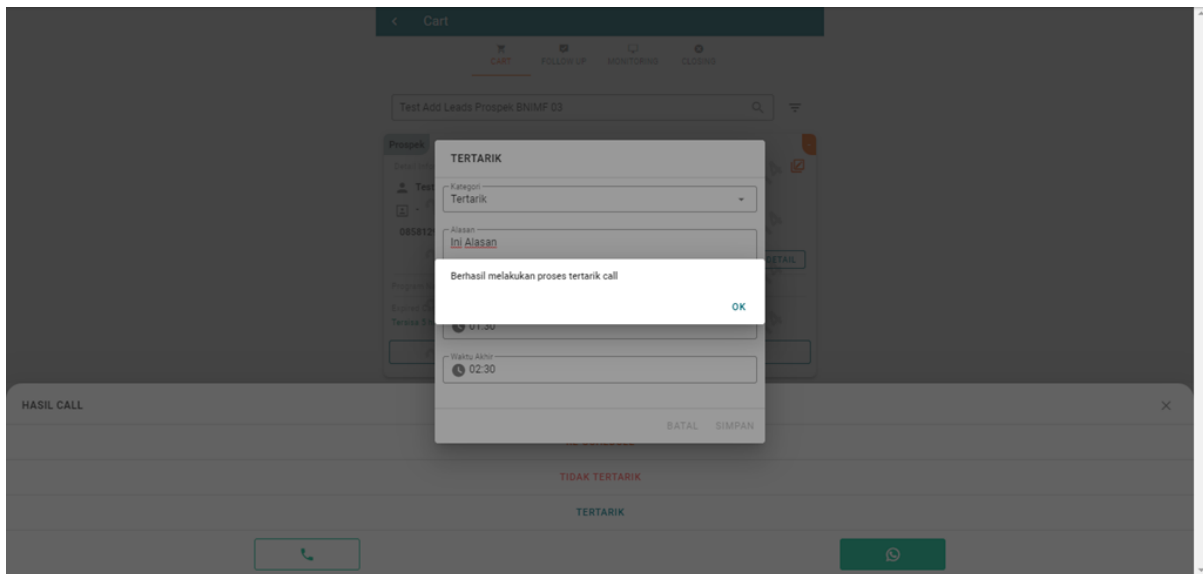 Cart
CART FOLLOW UP MONITORING CLOSING
Test Add Leads Prospek BNIMF 03
Prospek
TERTARIK
Test
Kategori
Tertarik
Alasan
Ini Alasan
085812
DETAIL
Berhasil melakukan proses tertarik call
OK
01:30
Waktu Akhir
02:30
HASIL CALL
BATAL SIMPAN
TIDAK TERTARIK
TERTARIK